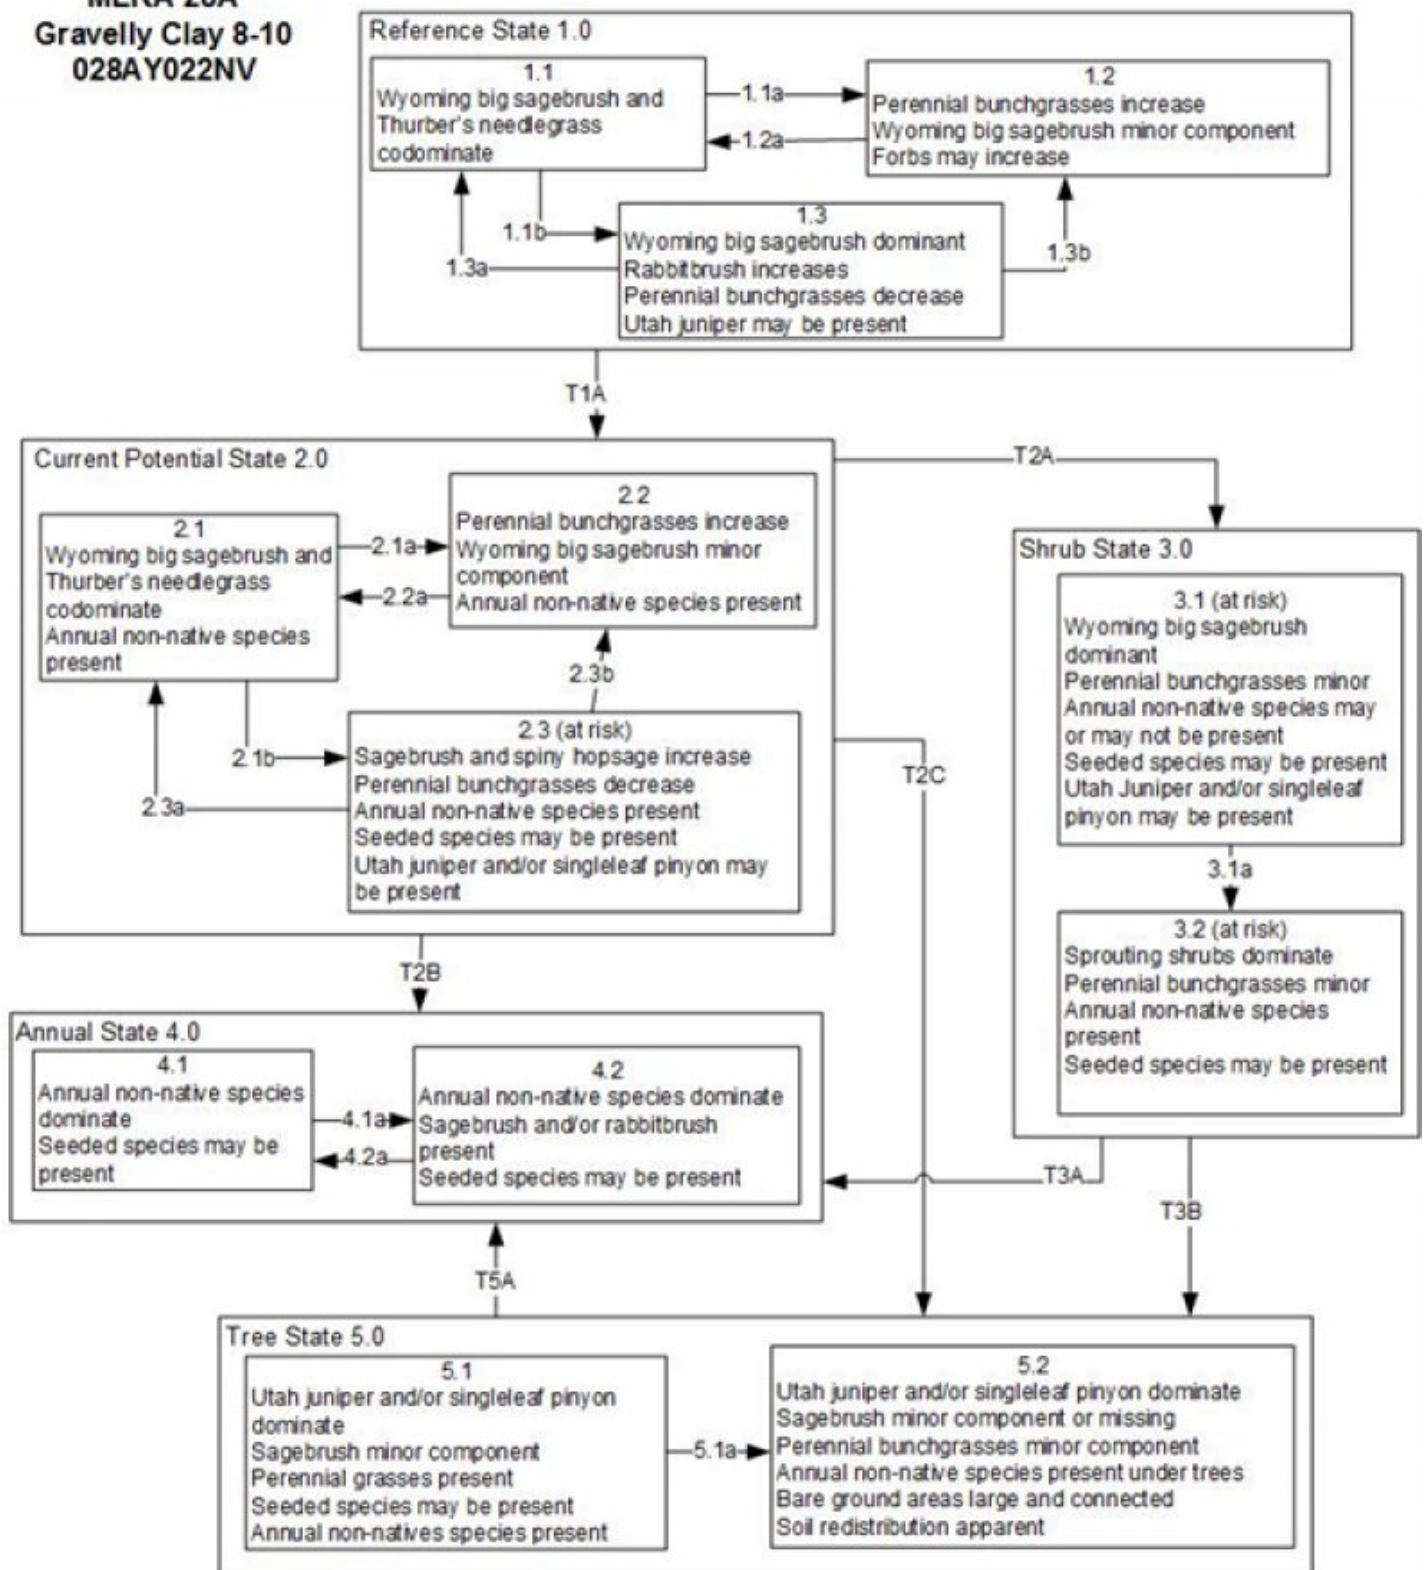 Gravelly Clay 8-10
028AY022NV
Reference State 1.0
1.1
Wyoming big sagebrush and
Thurber's needlegrass
codominate
1.1a
1.2a
1.2
Perennial bunchgrasses increase
Wyoming big sagebrush minor component
Forbs may increase
1.1b
1.3a
1.3
Wyoming big sagebrush dominant
Rabbitbrush increases
Perennial bunchgrasses decrease
Utah juniper may be present
1.3b
T1A
Current Potential State 2.0
2.1
Wyoming big sagebrush and
Thurber's needlegrass
codominate
Annual non-native species
present
2.1a
2.2a
2.2
Perennial bunchgrasses increase
Wyoming big sagebrush minor
component
Annual non-native species present
2.3b
2.1b
2.3a
2.3 (at risk)
Sagebrush and spiny hopsage increase
Perennial bunchgrasses decrease
Annual non-native species present
Seeded species may be present
Utah juniper and/or singleleaf pinyon may
be present
T2A
T2C
T2B
Shrub State 3.0
3.1 (at risk)
Wyoming big sagebrush
dominant
Perennial bunchgrasses minor
Annual non-native species may
or may not be present
Seeded species may be present
Utah Juniper and/or singleleaf
pinyon may be present
3.1a
3.2 (at risk)
Sprouting shrubs dominate
Perennial bunchgrasses minor
Annual non-native species
present
Seeded species may be present
Annual State 4.0
4.1
Annual non-native species
dominate
Seeded species may be
present
4.1a
4.2a
4.2
Annual non-native species dominate
Sagebrush and/or rabbitbrush
present
Seeded species may be present
T3A
T3B
T5A
Tree State 5.0
5.1
Utah juniper and/or singleleaf pinyon
dominate
Sagebrush minor component
Perennial grasses present
Seeded species may be present
Annual non-natives species present
5.1a
5.2
Utah juniper and/or singleleaf pinyon dominate
Sagebrush minor component or missing
Perennial bunchgrasses minor component
Annual non-native species present under trees
Bare ground areas large and connected
Soil redistribution apparent